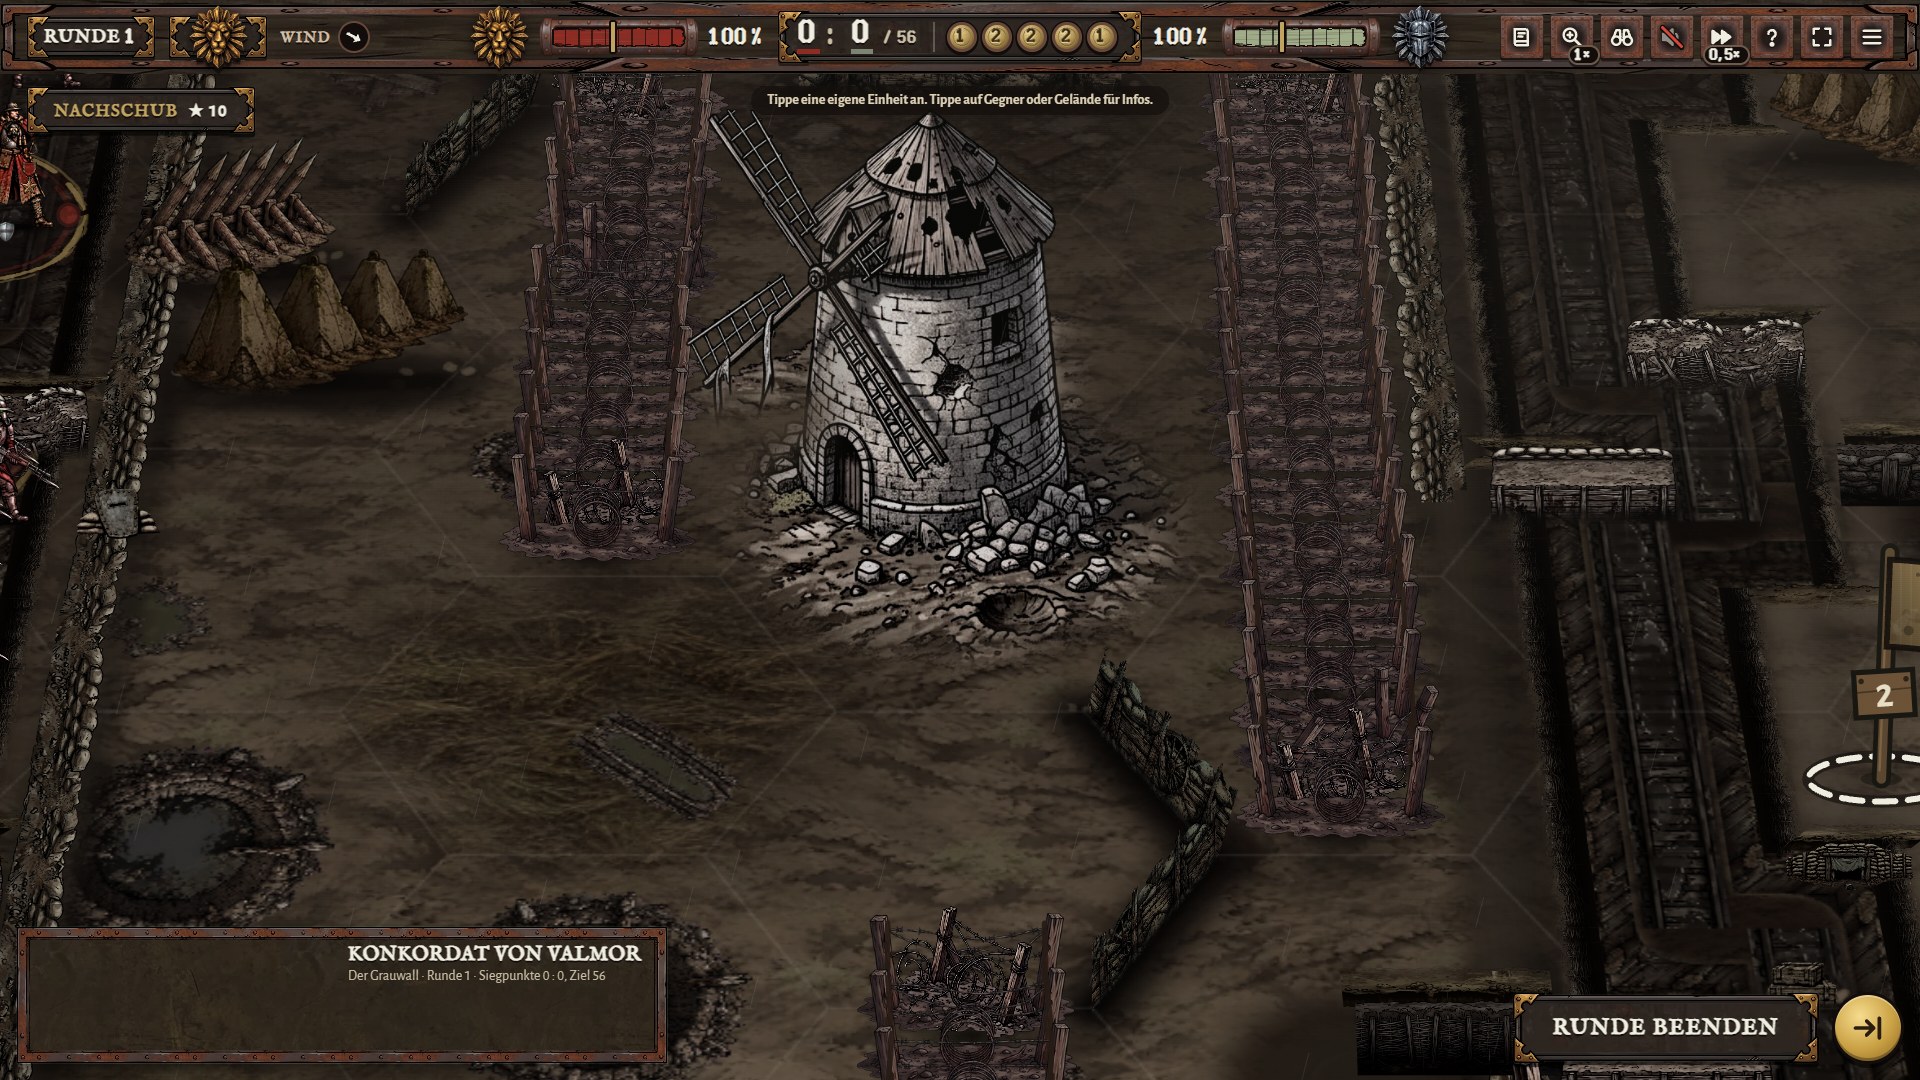 RUNDE 1
WIND
100 %
0 : 0 / 56
1 2 2 2 1
100 %
1×
0,5×
?
NACHSCHUB ★ 10
Tippe eine eigene Einheit an. Tippe auf Gegner oder Gelände für Infos.
2
KONKORDAT VON VALMOR
Der Grauwall · Runde 1 · Siegpunkte 0 : 0, Ziel 56
RUNDE BEENDEN